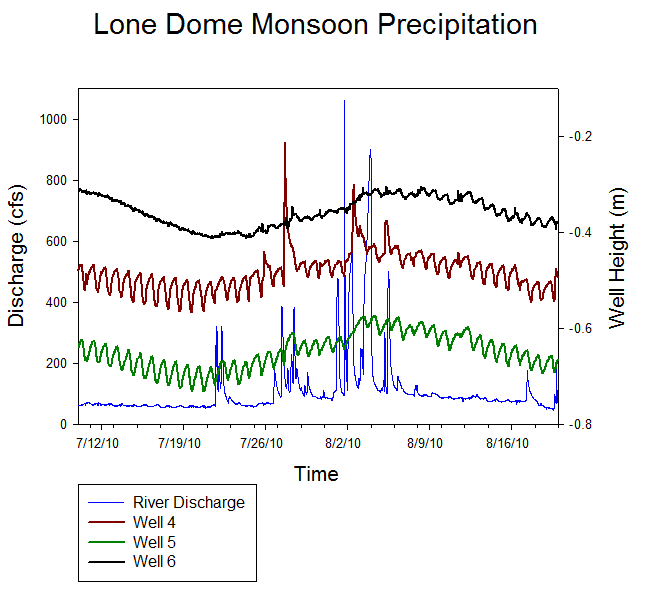 Lone Dome Monsoon Precipitation
Discharge (cfs)
1000
800
600
400
200
0
-0.2
-0.4
-0.6
-0.8
Well Height (m)
7/12/10 7/19/10 7/26/10 8/2/10 8/9/10 8/16/10
Time
River Discharge
Well 4
Well 5
Well 6